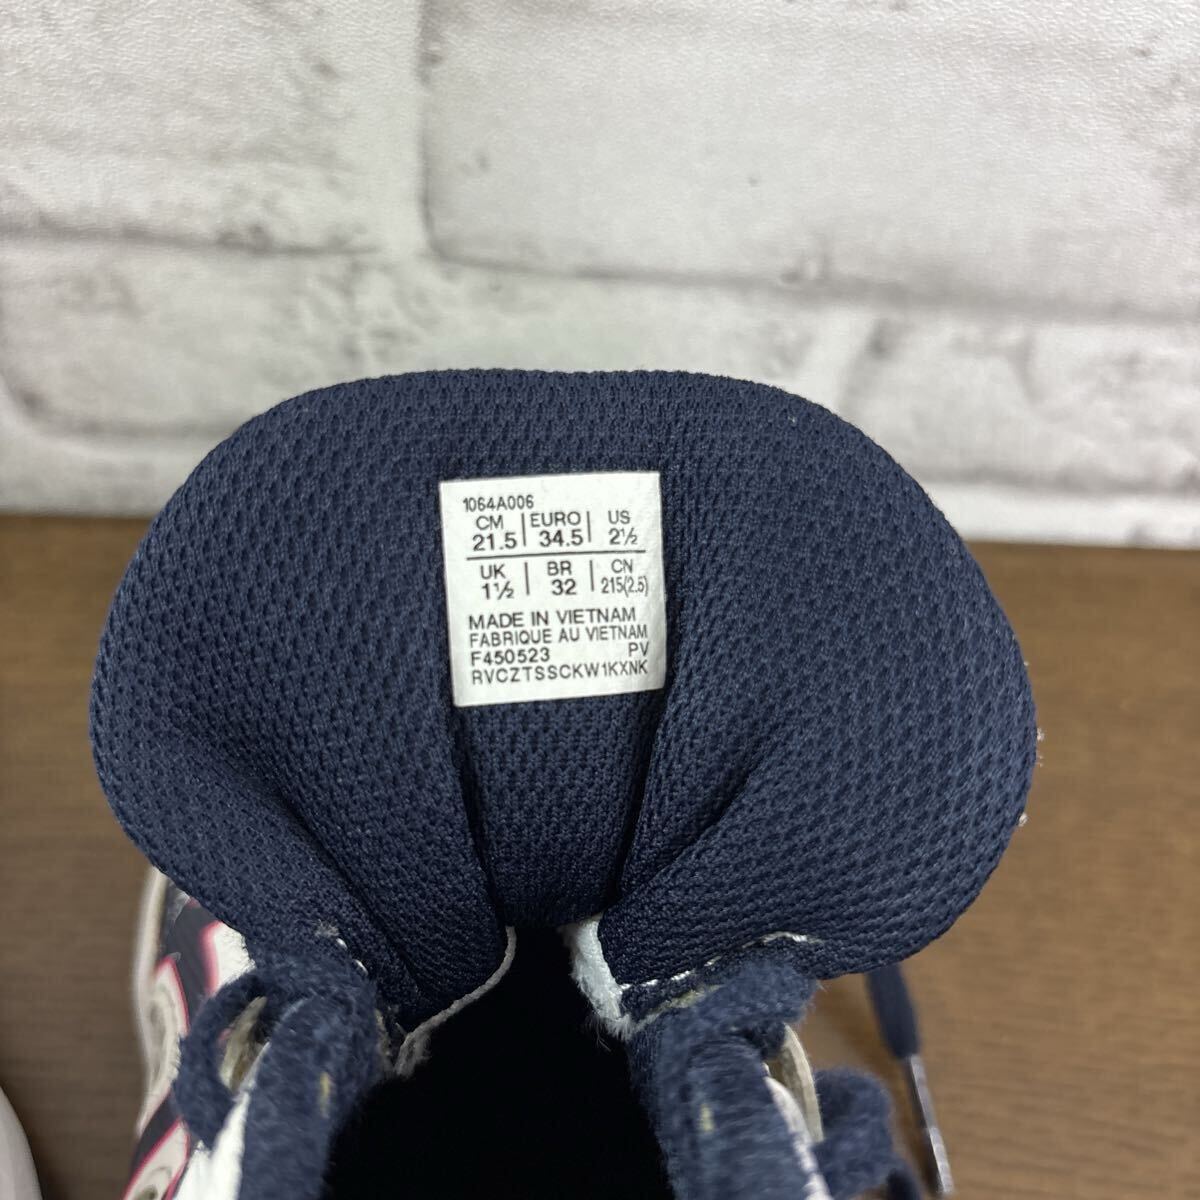 1064A006
CM EURO US
21.5 34.5 2½
UK BR CN
1½ 32 215(2.5)
MADE IN VIETNAM
FABRIQUE AU VIETNAM
F450523 PV
RVCZTSSCKW1KXNK